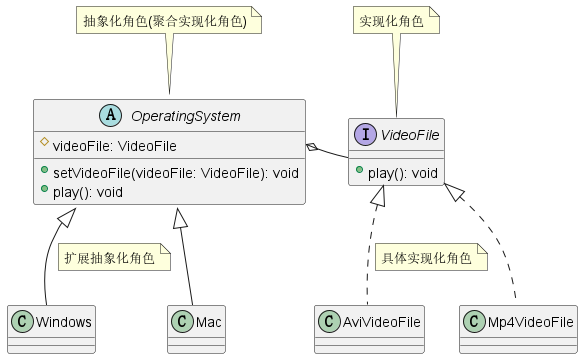 抽象化角色(聚合实现化角色)
实现化角色
A OperatingSystem
videoFile: VideoFile
setVideoFile(videoFile: VideoFile): void
play(): void
I VideoFile
play(): void
扩展抽象化角色
具体实现化角色
C Windows
C Mac
C AviVideoFile
C Mp4VideoFile